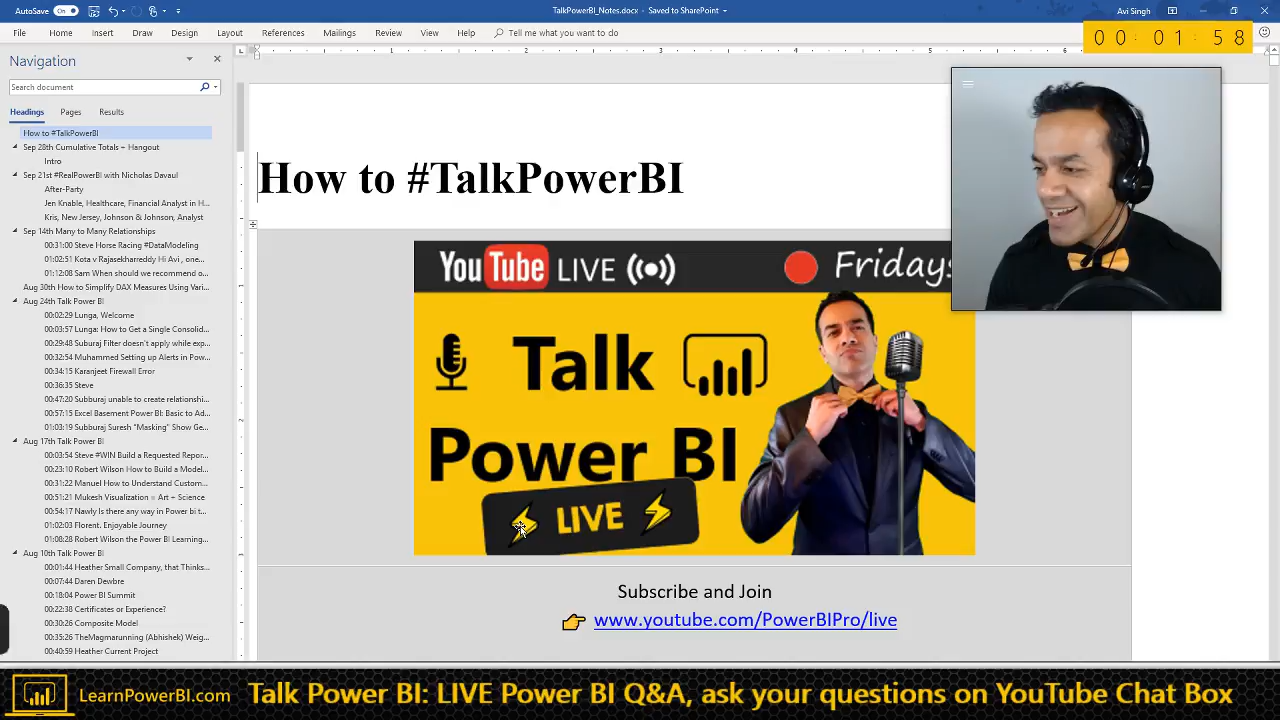 AutoSave On
TalkPowerBI_Notes.docx - Saved to SharePoint
Avi Singh
File Home Insert Draw Design Layout References Mailings Review View Help Tell me what you want to do
00:01:58
Navigation
Search document
Headings Pages Results
How to #TalkPowerBI
Sep 28th Cumulative Totals + Hangout
Intro
Sep 21st #RealPowerBI with Nicholas Davaul
After-Party
Jen Knable, Healthcare, Financial Analyst in H...
Kris, New Jersey, Johnson & Johnson, Analyst
Sep 14th Many to Many Relationships
00:31:00 Steve Horse Racing #DataModeling
01:02:51 Kota v Rajasekharreddy Hi Avi , one...
01:12:08 Sam When should we recommend o...
Aug 30th How to Simplify DAX Measures Using Vari...
Aug 24th Talk Power BI
00:02:29 Lunga, Welcome
00:03:57 Lunga: How to Get a Single Consolid...
00:29:48 Suburaj Filter doesn't apply while exp...
00:32:54 Muhammed Setting up Alerts in Pow...
00:34:15 Karanjeet Firewall Error
00:36:35 Steve
00:47:20 Subburaj unable to create relationshi...
00:57:15 Excel Basement Power BI: Basic to Ad...
01:03:19 Subburaj Suresh "Masking" Show Ge...
Aug 17th Talk Power BI
00:03:54 Steve #WIN Build a Requested Repor...
00:23:10 Robert Wilson How to Build a Model...
00:31:22 Manuel How to Understand Custom...
00:51:21 Mukesh Visualization = Art + Science
00:54:17 Nawly Is there any way in Power bi t...
01:02:03 Florent. Enjoyable Journey
01:08:28 Robert Wilson the Power BI Learning...
Aug 10th Talk Power BI
00:01:44 Heather Small Company, that Thinks...
00:07:44 Daren Dewbre
00:18:04 Power BI Summit
00:22:38 Certificates or Experience?
00:30:26 Composite Model
00:35:26 TheMagmarunning (Abhishek) Weig...
00:40:59 Heather Current Project
How to #TalkPowerBI
YouTube LIVE Fridays
Talk
Power BI
LIVE
Subscribe and Join
www.youtube.com/PowerBIPro/live
LearnPowerBI.com Talk Power BI: LIVE Power BI Q&A, ask your questions on YouTube Chat Box